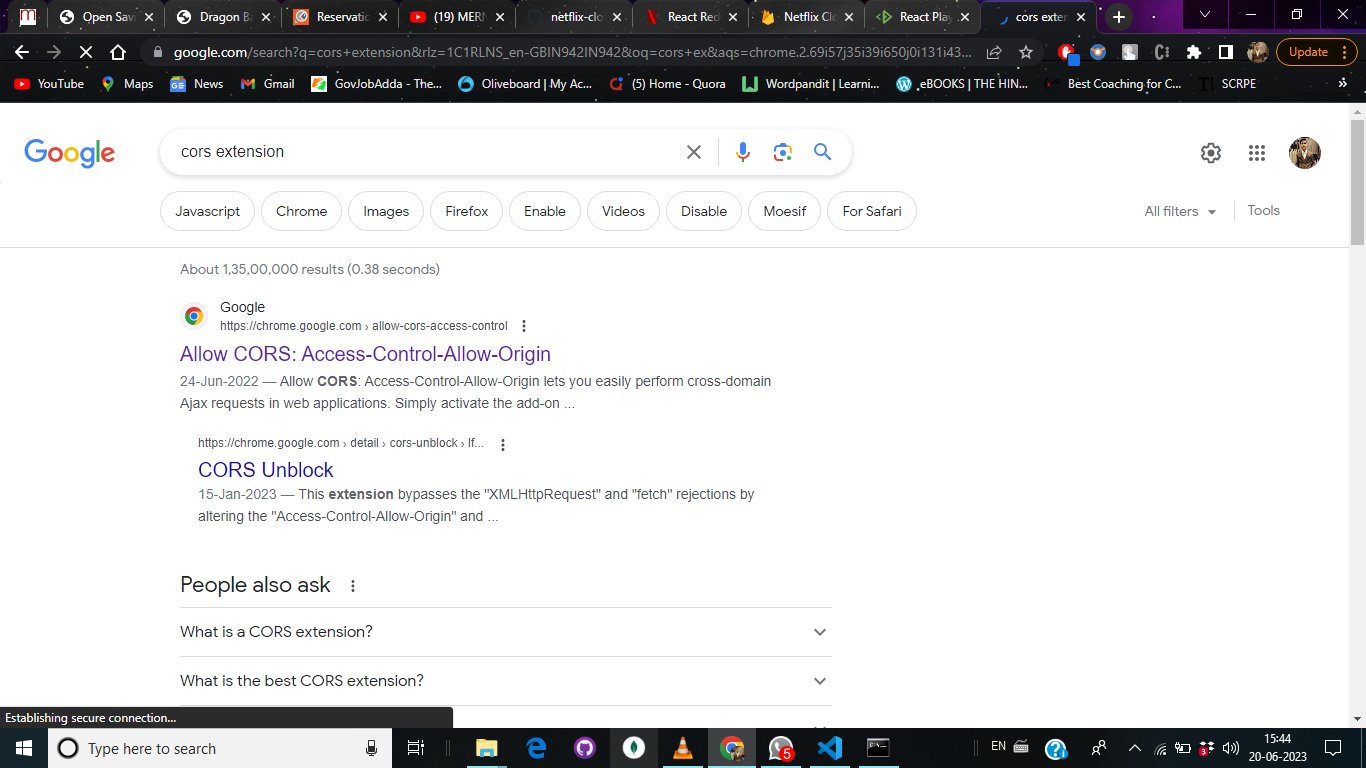 Open Savi
Dragon Ba
Reservatio
(19) MERN
netflix-clo
React Red
Netflix Clo
React Play
cors exten
google.com/search?q=cors+extension&rlz=1C1RLNS_en-GBIN942IN942&oq=cors+ex&aqs=chrome.2.69i57j35i39i650j0i131i43...
Update
YouTube
Maps
News
Gmail
GovJobAdda - The...
Oliveboard | My Ac...
(5) Home - Quora
Wordpandit | Learni...
eBOOKS | THE HIN...
Best Coaching for C...
SCRPE
Google
cors extension
Javascript
Chrome
Images
Firefox
Enable
Videos
Disable
Moesif
For Safari
All filters
Tools
About 1,35,00,000 results (0.38 seconds)
Google
https://chrome.google.com › allow-cors-access-control
Allow CORS: Access-Control-Allow-Origin
24-Jun-2022 — Allow CORS: Access-Control-Allow-Origin lets you easily perform cross-domain
Ajax requests in web applications. Simply activate the add-on ...
https://chrome.google.com › detail › cors-unblock › lf...
CORS Unblock
15-Jan-2023 — This extension bypasses the "XMLHttpRequest" and "fetch" rejections by
altering the "Access-Control-Allow-Origin" and ...
People also ask
What is a CORS extension?
What is the best CORS extension?
Establishing secure connection...
Type here to search
5
EN
15:44
20-06-2023